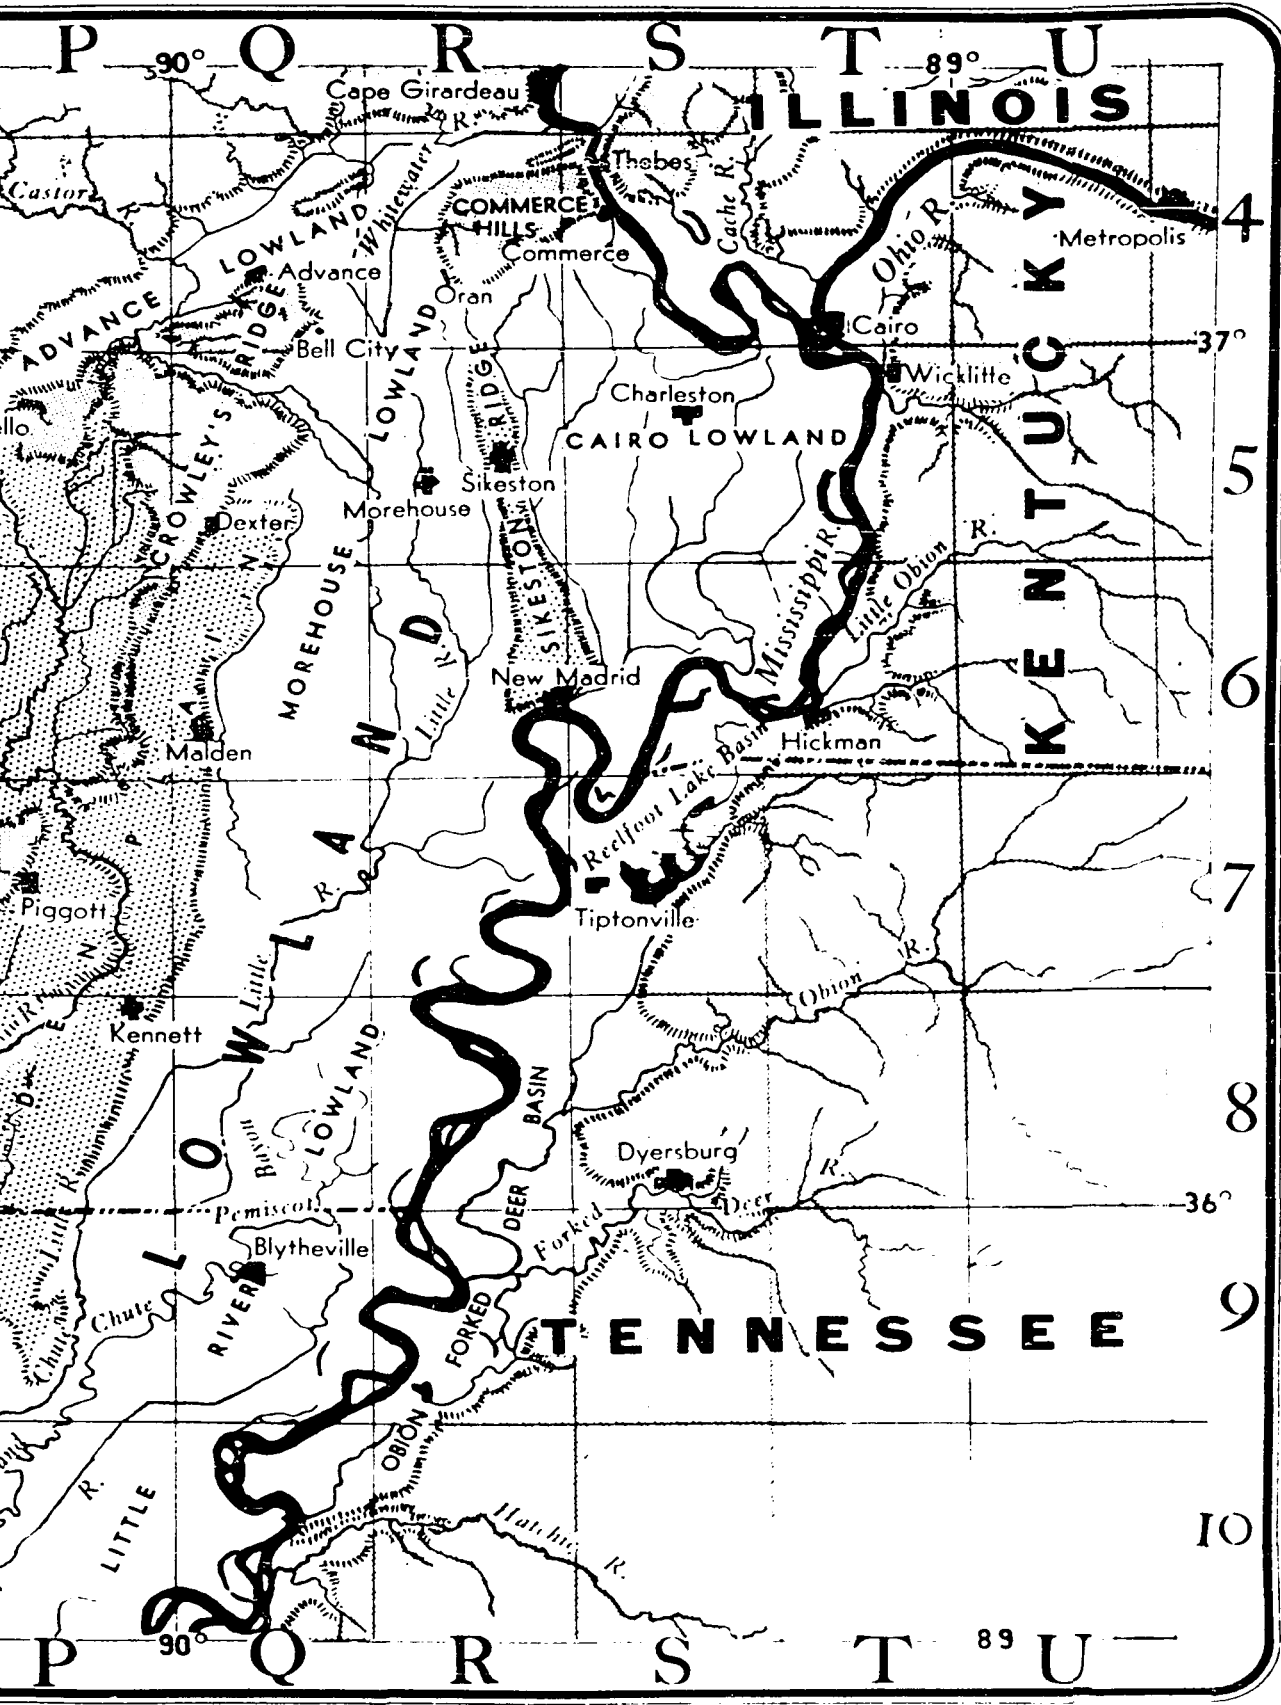 P Q R S T U
90° 89°
Cape Girardeau
ILLINOIS
R.
Thebes
Castor
R.
Whitewater
Cache R.
COMMERCE
HILLS
Commerce
4
Ohio R.
Metropolis
KENTUCKY
ADVANCE LOWLAND
Advance
Oran
RIDGE
Bell City
Cairo
37°
Wickliffe
Charleston
CAIRO LOWLAND
CROWLEY'S
MOREHOUSE LOWLAND
SIKESTON RIDGE
Sikeston
Morehouse
Dexter
5
Mississippi R.
Little Obion R.
Little R.
New Madrid
6
Malden
Hickman
Reelfoot Lake Basin
Tiptonville
7
Piggott
R.
Little
Obion R.
Kennett
LOWLAND
BASIN
8
Dyersburg
Bayou
Pemiscot
DEER
Forked Deer R.
36°
Little R.
Blytheville
Chute
Chute
RIVER
FORKED
9
TENNESSEE
OBION
R.
LITTLE
Hatchie R.
10
90° 89
P Q R S T U